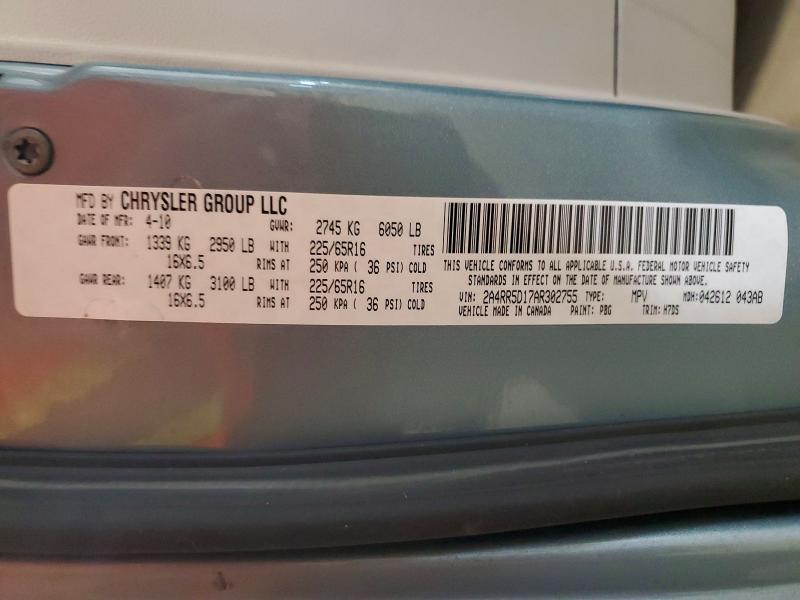 MFD BY CHRYSLER GROUP LLC
DATE OF MFR: 4-10 GVWR: 2745 KG 6050 LB
GAWR FRONT: 1339 KG 2950 LB WITH 225/65R16 TIRES
16X6.5 RIMS AT 250 KPA ( 36 PSI) COLD
GAWR REAR: 1407 KG 3100 LB WITH 225/65R16 TIRES
16X6.5 RIMS AT 250 KPA ( 36 PSI) COLD
THIS VEHICLE CONFORMS TO ALL APPLICABLE U.S.A. FEDERAL MOTOR VEHICLE SAFETY
STANDARDS IN EFFECT ON THE DATE OF MANUFACTURE SHOWN ABOVE.
VIN: 2A4RR5D17AR302755 TYPE: MPV MDH:042612 043AB
VEHICLE MADE IN CANADA PAINT: PBG TRIM: H7DS